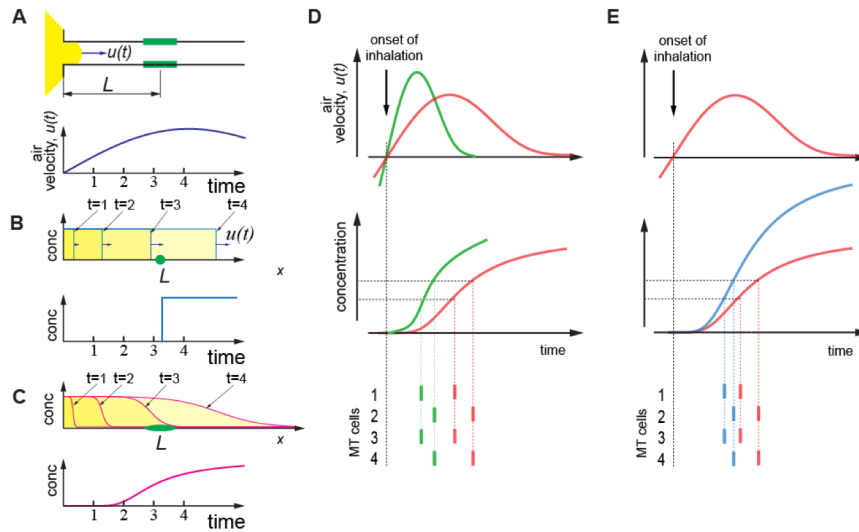 A
u(t)
L
air
velocity, u(t)
1 2 3 4 time
B
t=1 t=2 t=3 t=4
conc
u(t)
L
x
conc
1 2 3 4 time
C
t=1 t=2 t=3 t=4
conc
L
x
conc
1 2 3 4 time
D
onset of
inhalation
air
velocity, u(t)
concentration
time
MT cells
1
2
3
4
E
onset of
inhalation
time
MT cells
1
2
3
4